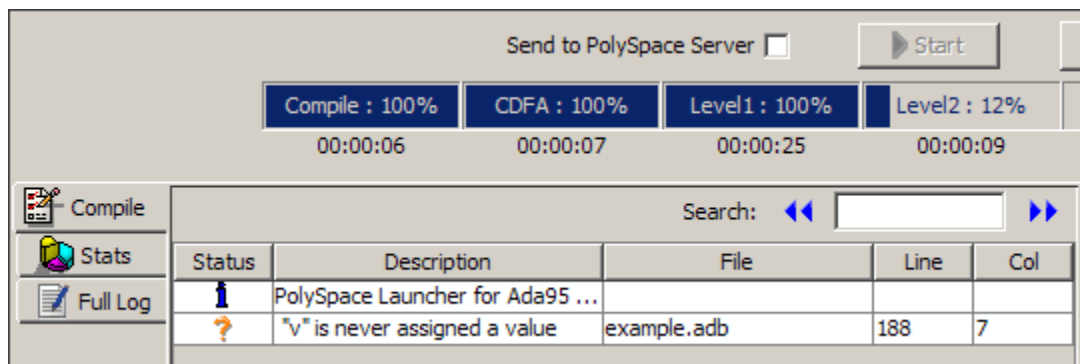 Send to PolySpace Server Start
Compile : 100% CDFA : 100% Level1 : 100% Level2 : 12%
00:00:06 00:00:07 00:00:25 00:00:09
Compile Search:
Stats Status Description File Line Col
Full Log PolySpace Launcher for Ada95 ...
"v" is never assigned a value example.adb 188 7